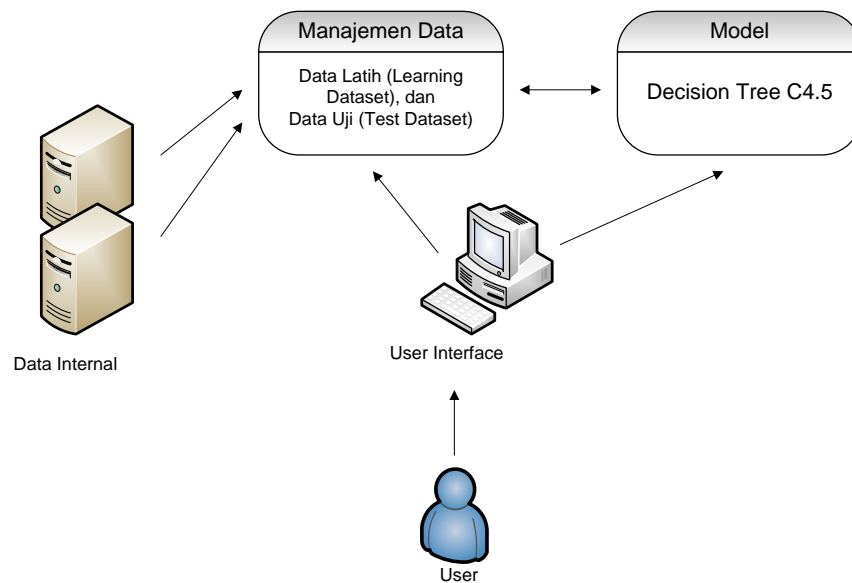 Manajemen Data
Data Latih (Learning
Dataset), dan
Data Uji (Test Dataset)
Model
Decision Tree C4.5
Data Internal
User Interface
User